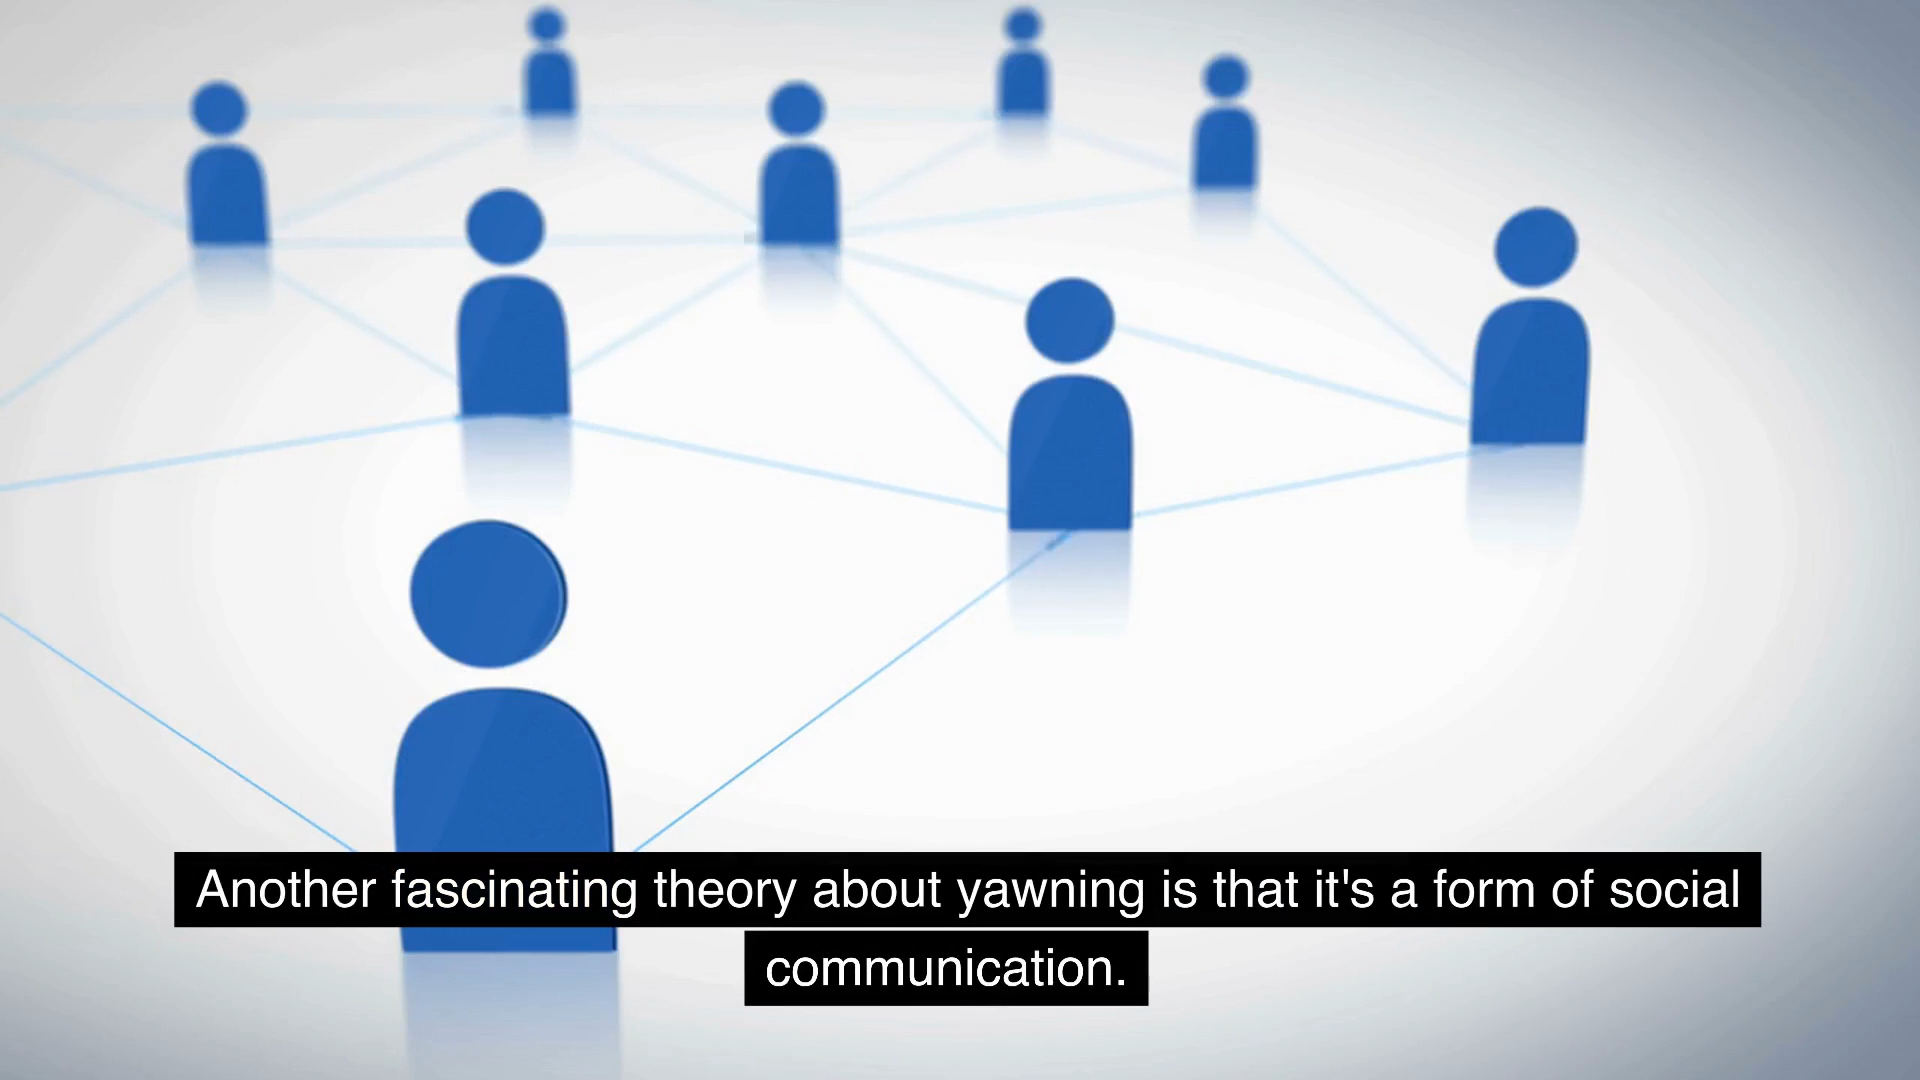 Another fascinating theory about yawning is that it's a form of social
communication.